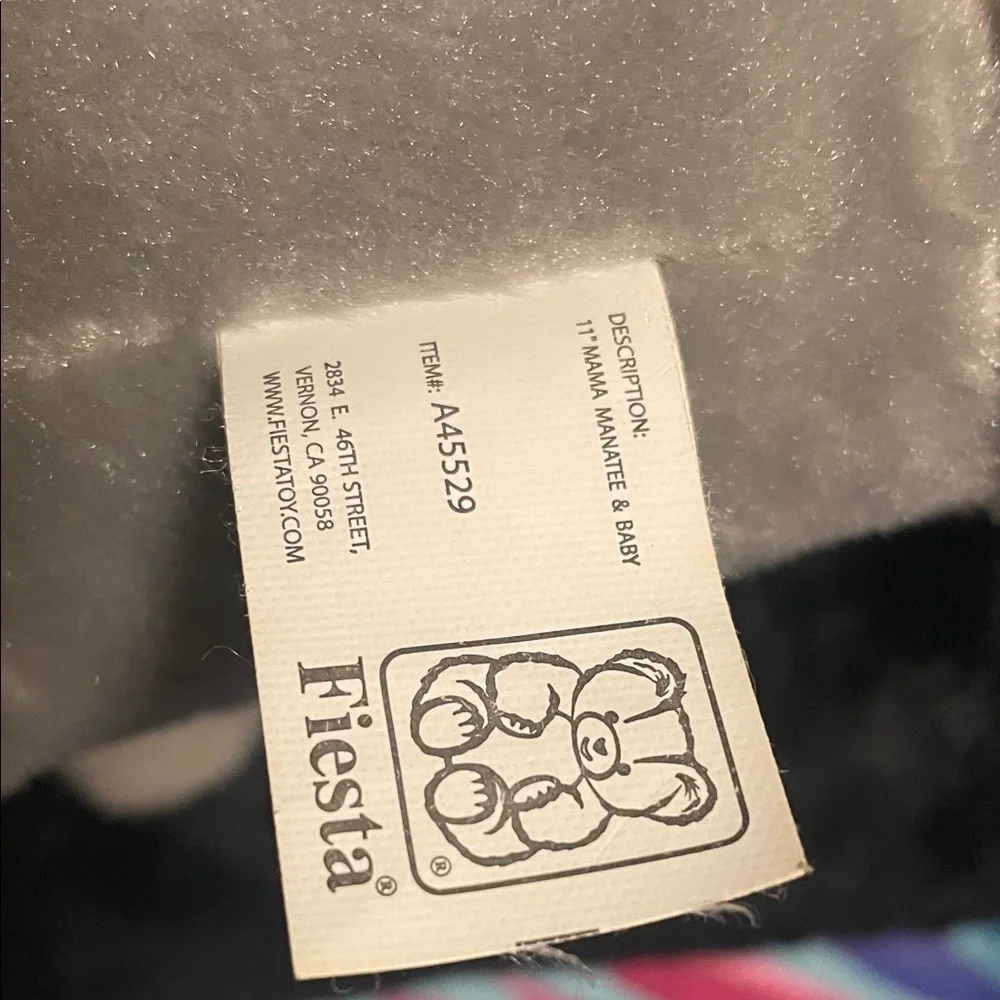 DESCRIPTION:
11" MAMA MANATEE & BABY
ITEM#: A45529
2834 E. 46TH STREET,
VERNON, CA 90058
WWW.FIESTATOY.COM
®
Fiesta®